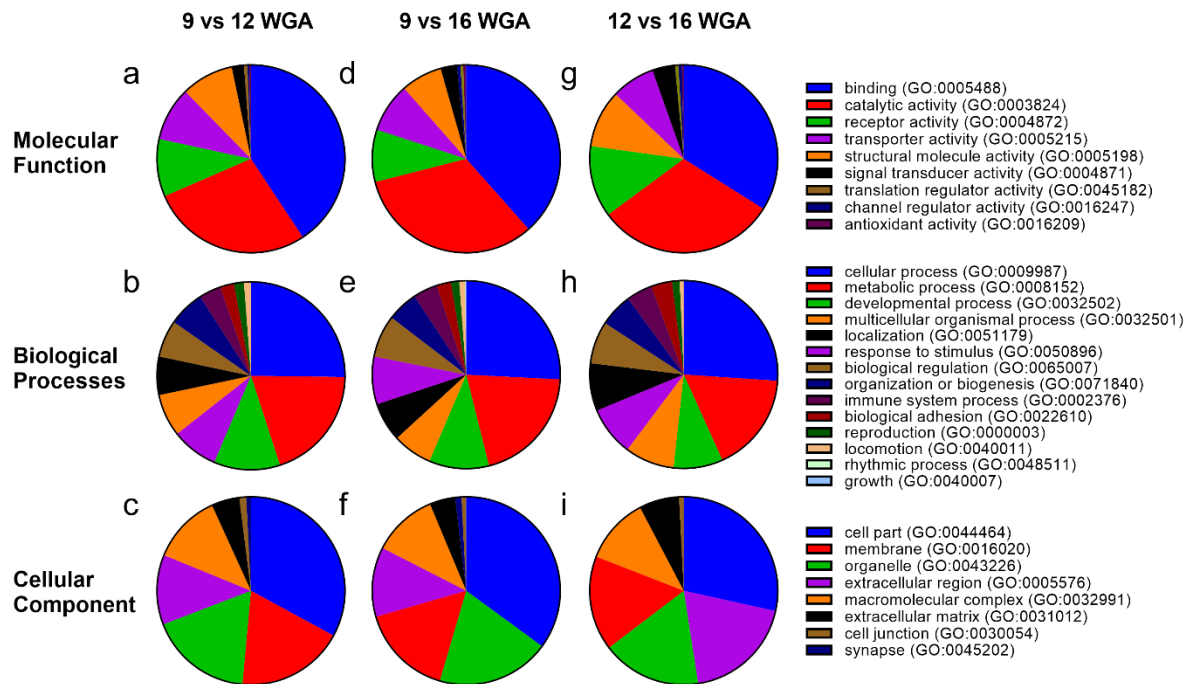 9 vs 12 WGA
9 vs 16 WGA
12 vs 16 WGA
a
d
g
Molecular
Function
binding (GO:0005488)
catalytic activity (GO:0003824)
receptor activity (GO:0004872)
transporter activity (GO:0005215)
structural molecule activity (GO:0005198)
signal transducer activity (GO:0004871)
translation regulator activity (GO:0045182)
channel regulator activity (GO:0016247)
antioxidant activity (GO:0016209)
b
e
h
Biological
Processes
cellular process (GO:0009987)
metabolic process (GO:0008152)
developmental process (GO:0032502)
multicellular organismal process (GO:0032501)
localization (GO:0051179)
response to stimulus (GO:0050896)
biological regulation (GO:0065007)
organization or biogenesis (GO:0071840)
immune system process (GO:0002376)
biological adhesion (GO:0022610)
reproduction (GO:0000003)
locomotion (GO:0040011)
rhythmic process (GO:0048511)
growth (GO:0040007)
c
f
i
Cellular
Component
cell part (GO:0044464)
membrane (GO:0016020)
organelle (GO:0043226)
extracellular region (GO:0005576)
macromolecular complex (GO:0032991)
extracellular matrix (GO:0031012)
cell junction (GO:0030054)
synapse (GO:0045202)